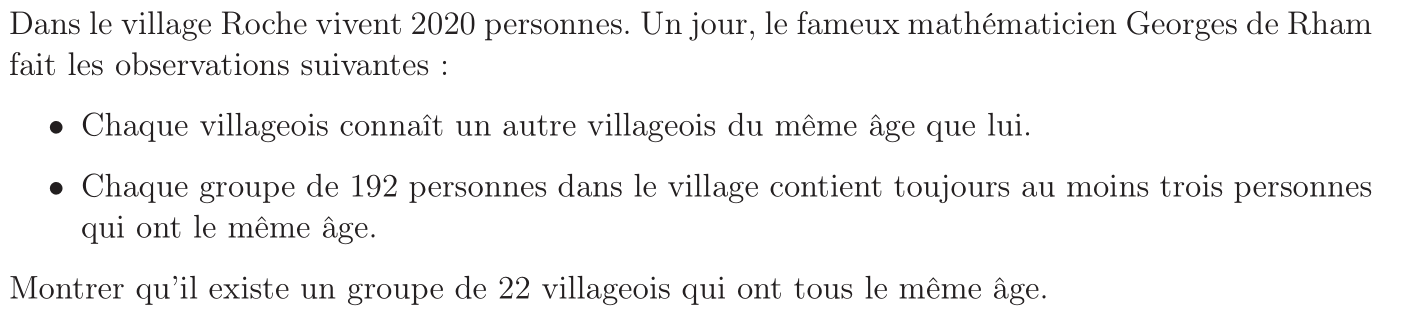 Dans le village Roche vivent 2020 personnes. Un jour, le fameux mathématicien Georges de Rham
fait les observations suivantes :
• Chaque villageois connaît un autre villageois du même âge que lui.
• Chaque groupe de 192 personnes dans le village contient toujours au moins trois personnes
qui ont le même âge.
Montrer qu'il existe un groupe de 22 villageois qui ont tous le même âge.